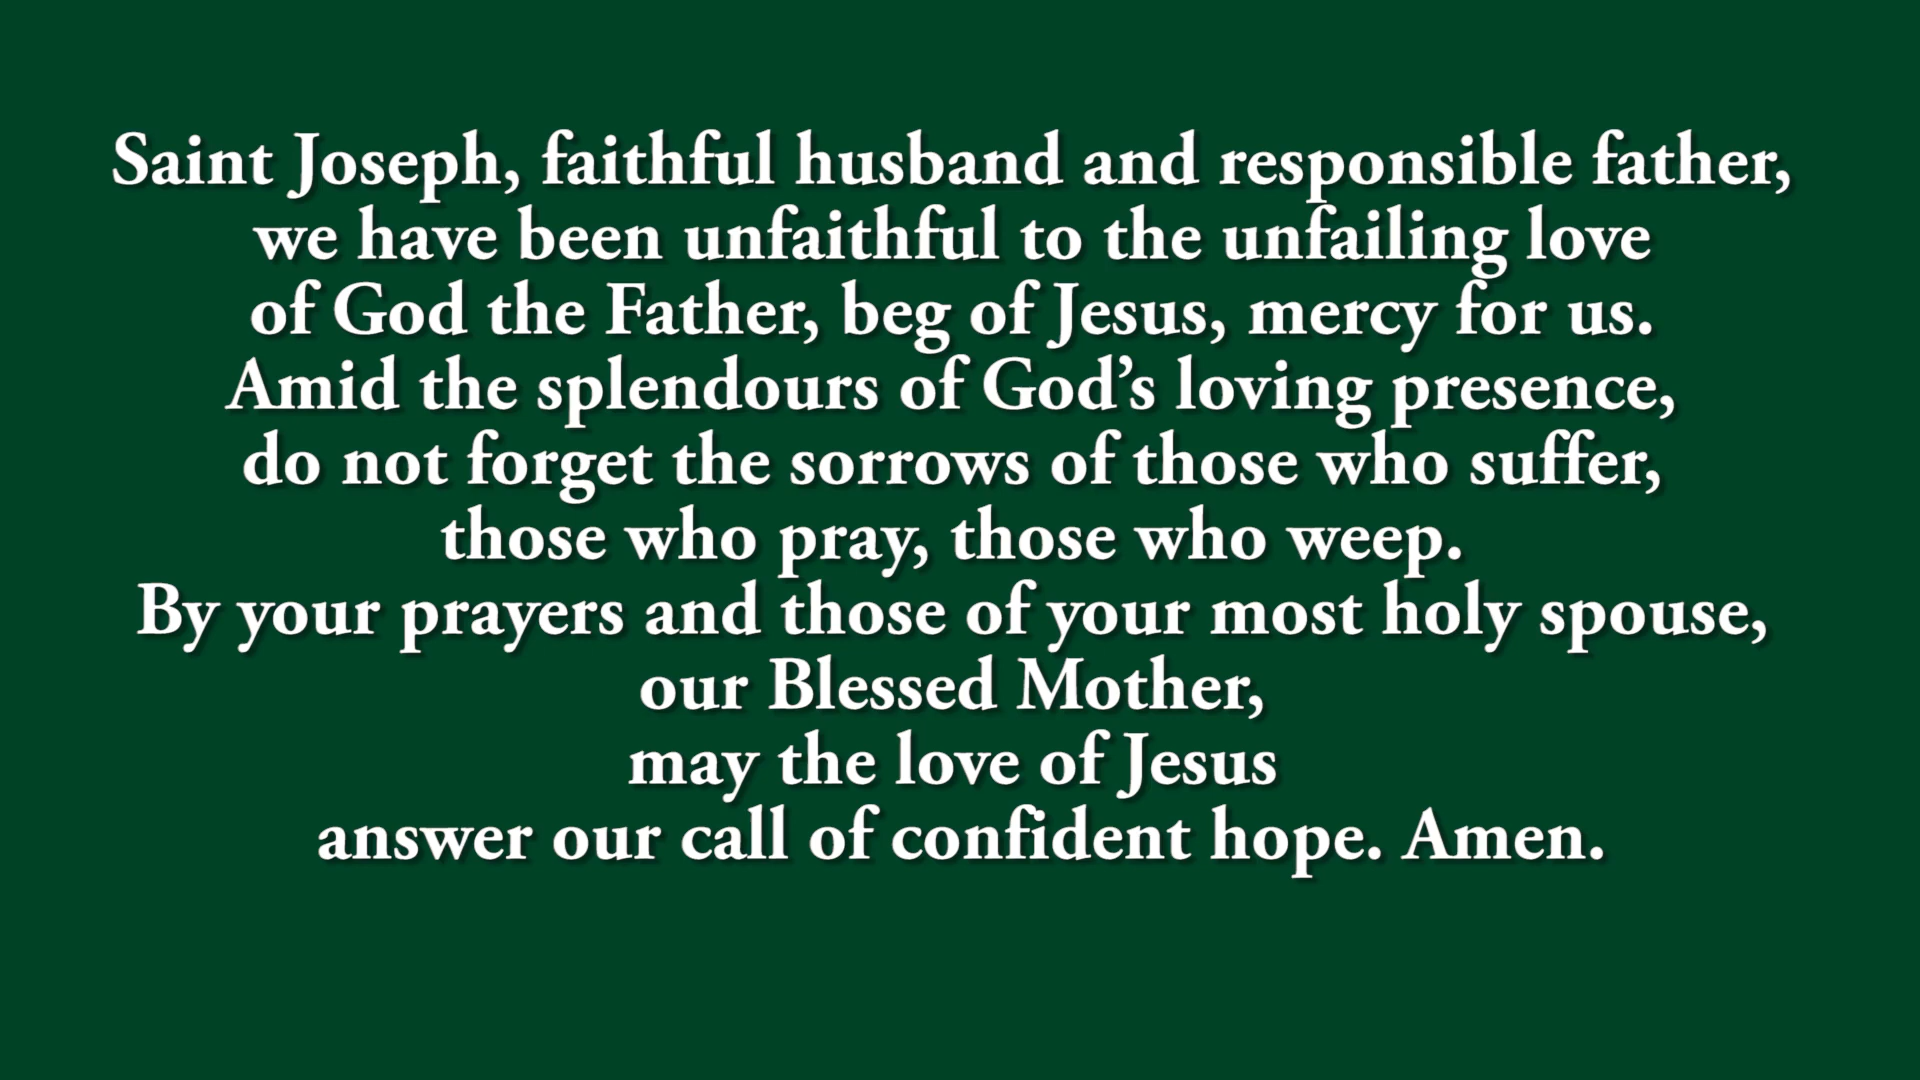 Saint Joseph, faithful husband and responsible father,
we have been unfaithful to the unfailing love
of God the Father, beg of Jesus, mercy for us.
Amid the splendours of God’s loving presence,
do not forget the sorrows of those who suffer,
those who pray, those who weep.
By your prayers and those of your most holy spouse,
our Blessed Mother,
may the love of Jesus
answer our call of confident hope. Amen.